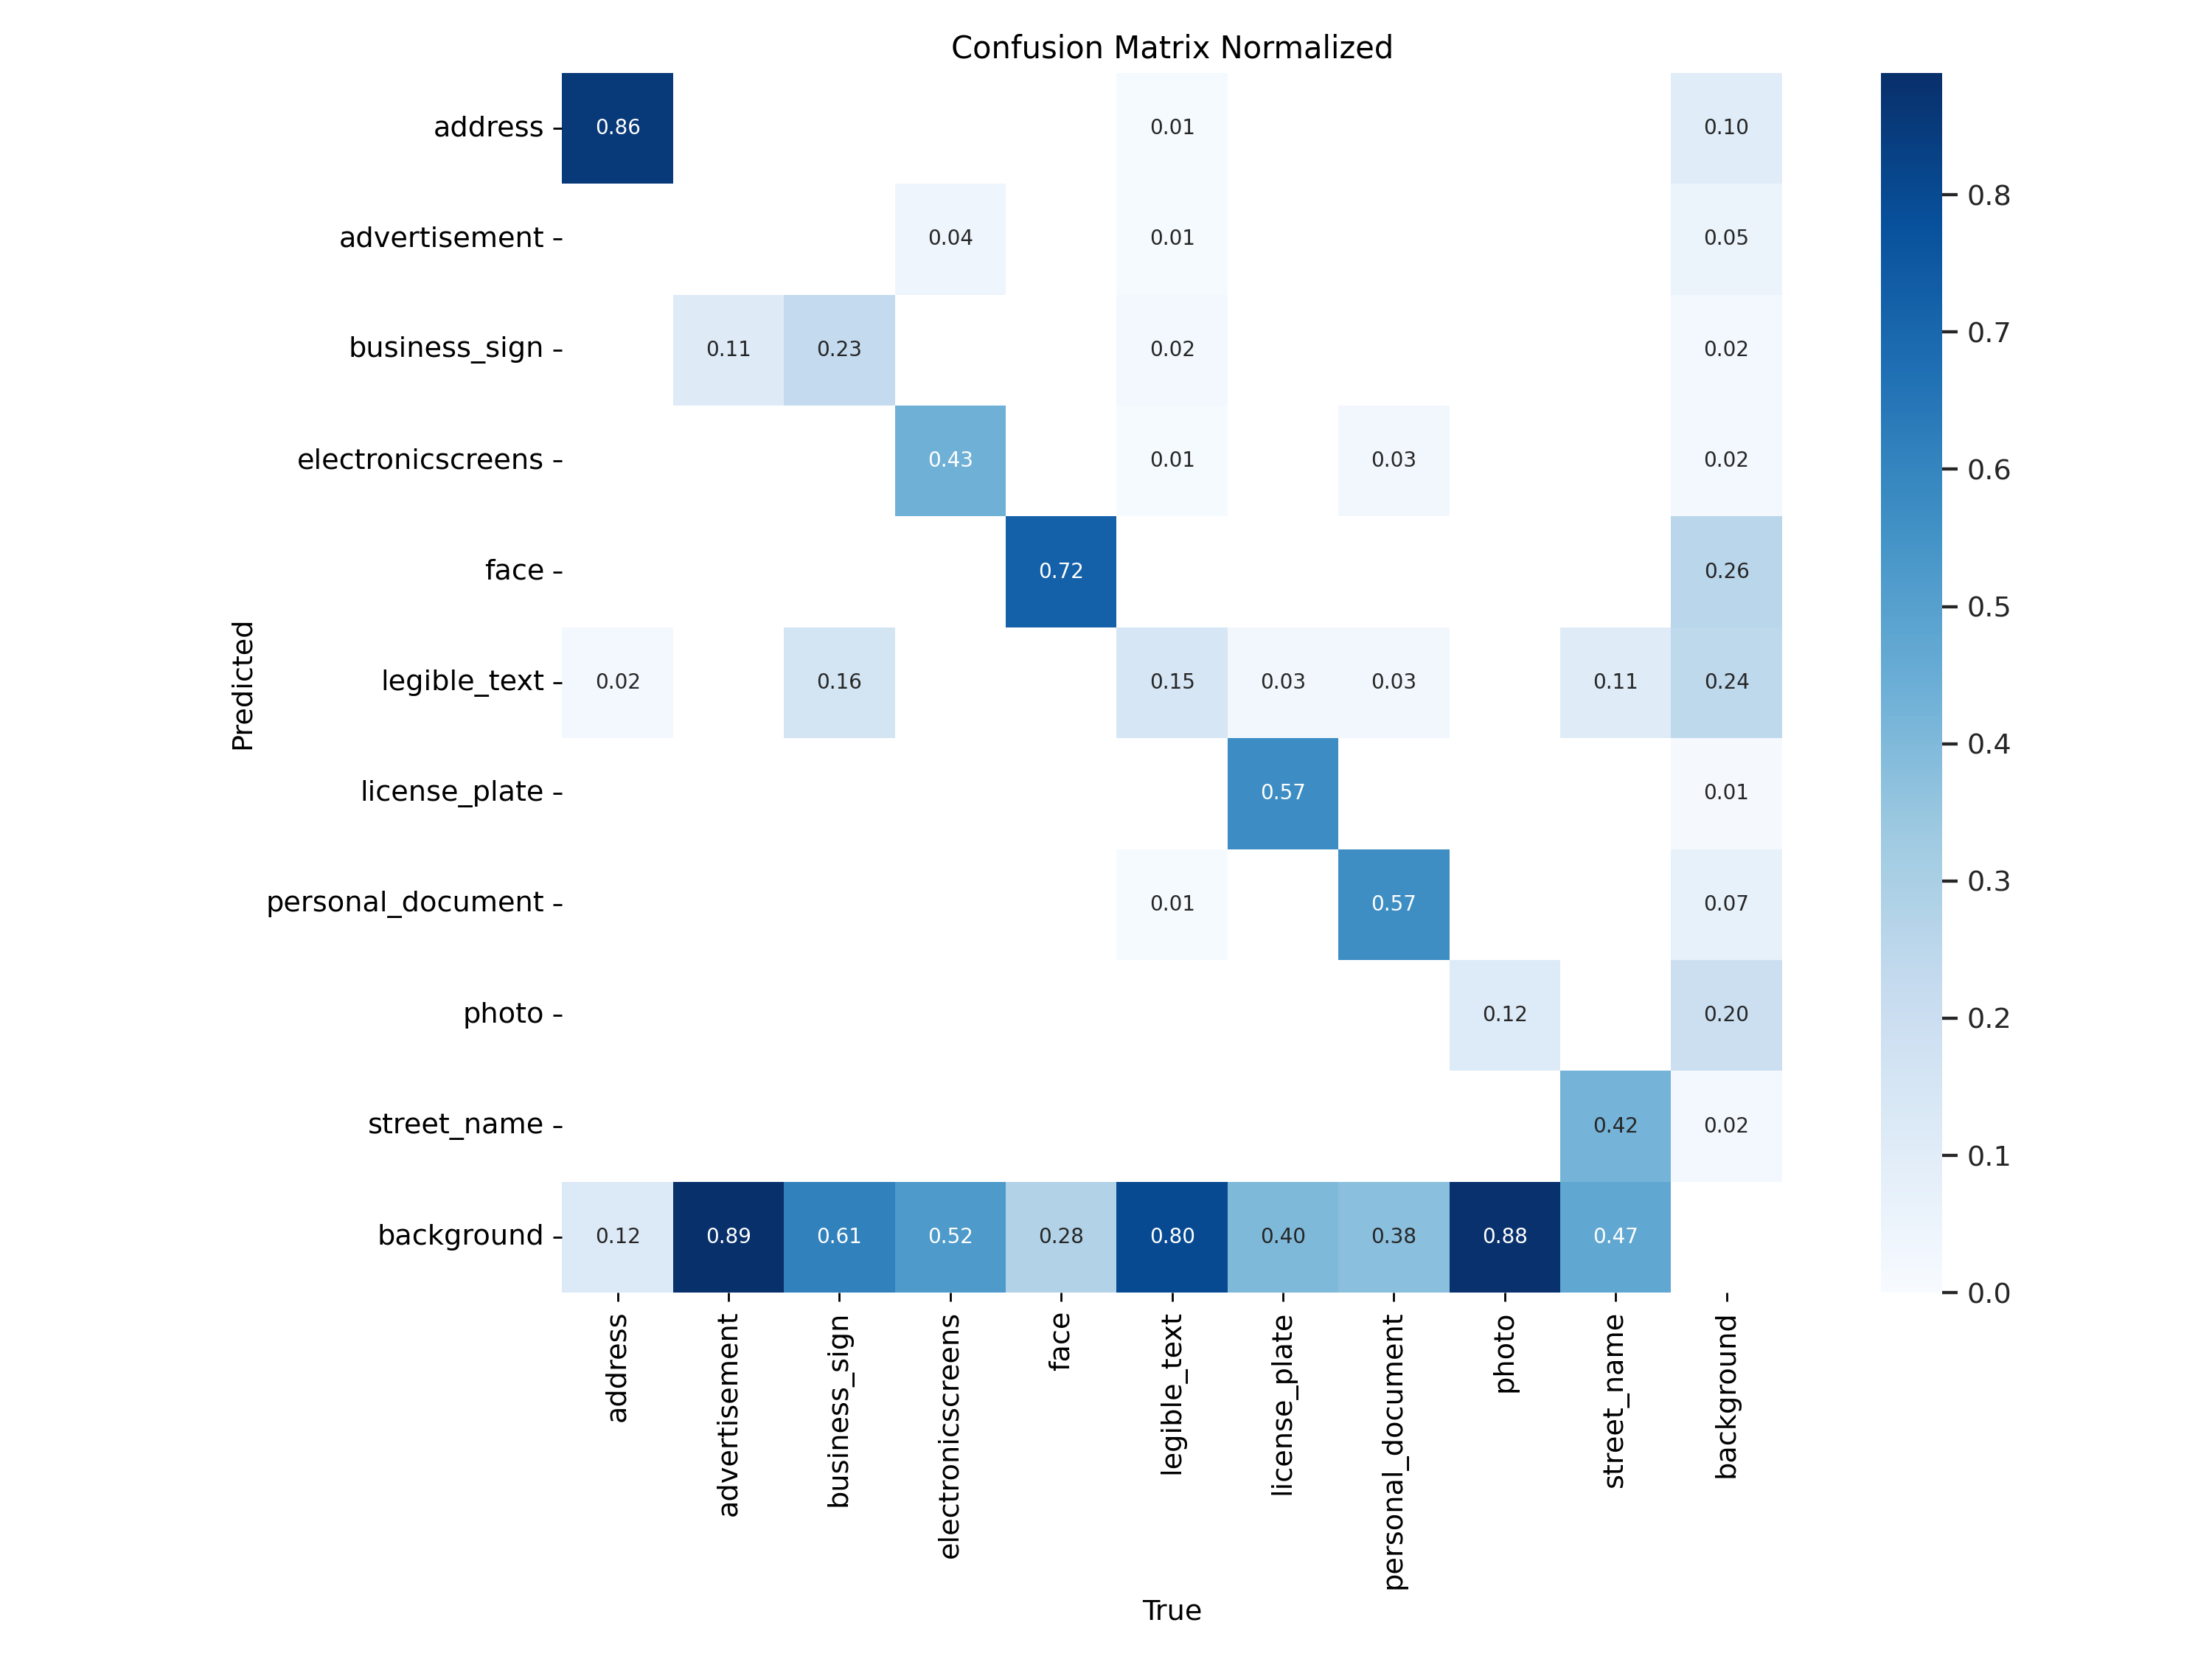 Confusion Matrix Normalized
address 0.86 0.01 0.10
advertisement 0.04 0.01 0.05
business_sign 0.11 0.23 0.02 0.02
electronicscreens 0.43 0.01 0.03 0.02
face 0.72 0.26
legible_text 0.02 0.16 0.15 0.03 0.03 0.11 0.24
license_plate 0.57 0.01
personal_document 0.01 0.57 0.07
photo 0.12 0.20
street_name 0.42 0.02
background 0.12 0.89 0.61 0.52 0.28 0.80 0.40 0.38 0.88 0.47
Predicted
address
advertisement
business_sign
electronicscreens
face
legible_text
license_plate
personal_document
photo
street_name
background
True
0.8
0.7
0.6
0.5
0.4
0.3
0.2
0.1
0.0